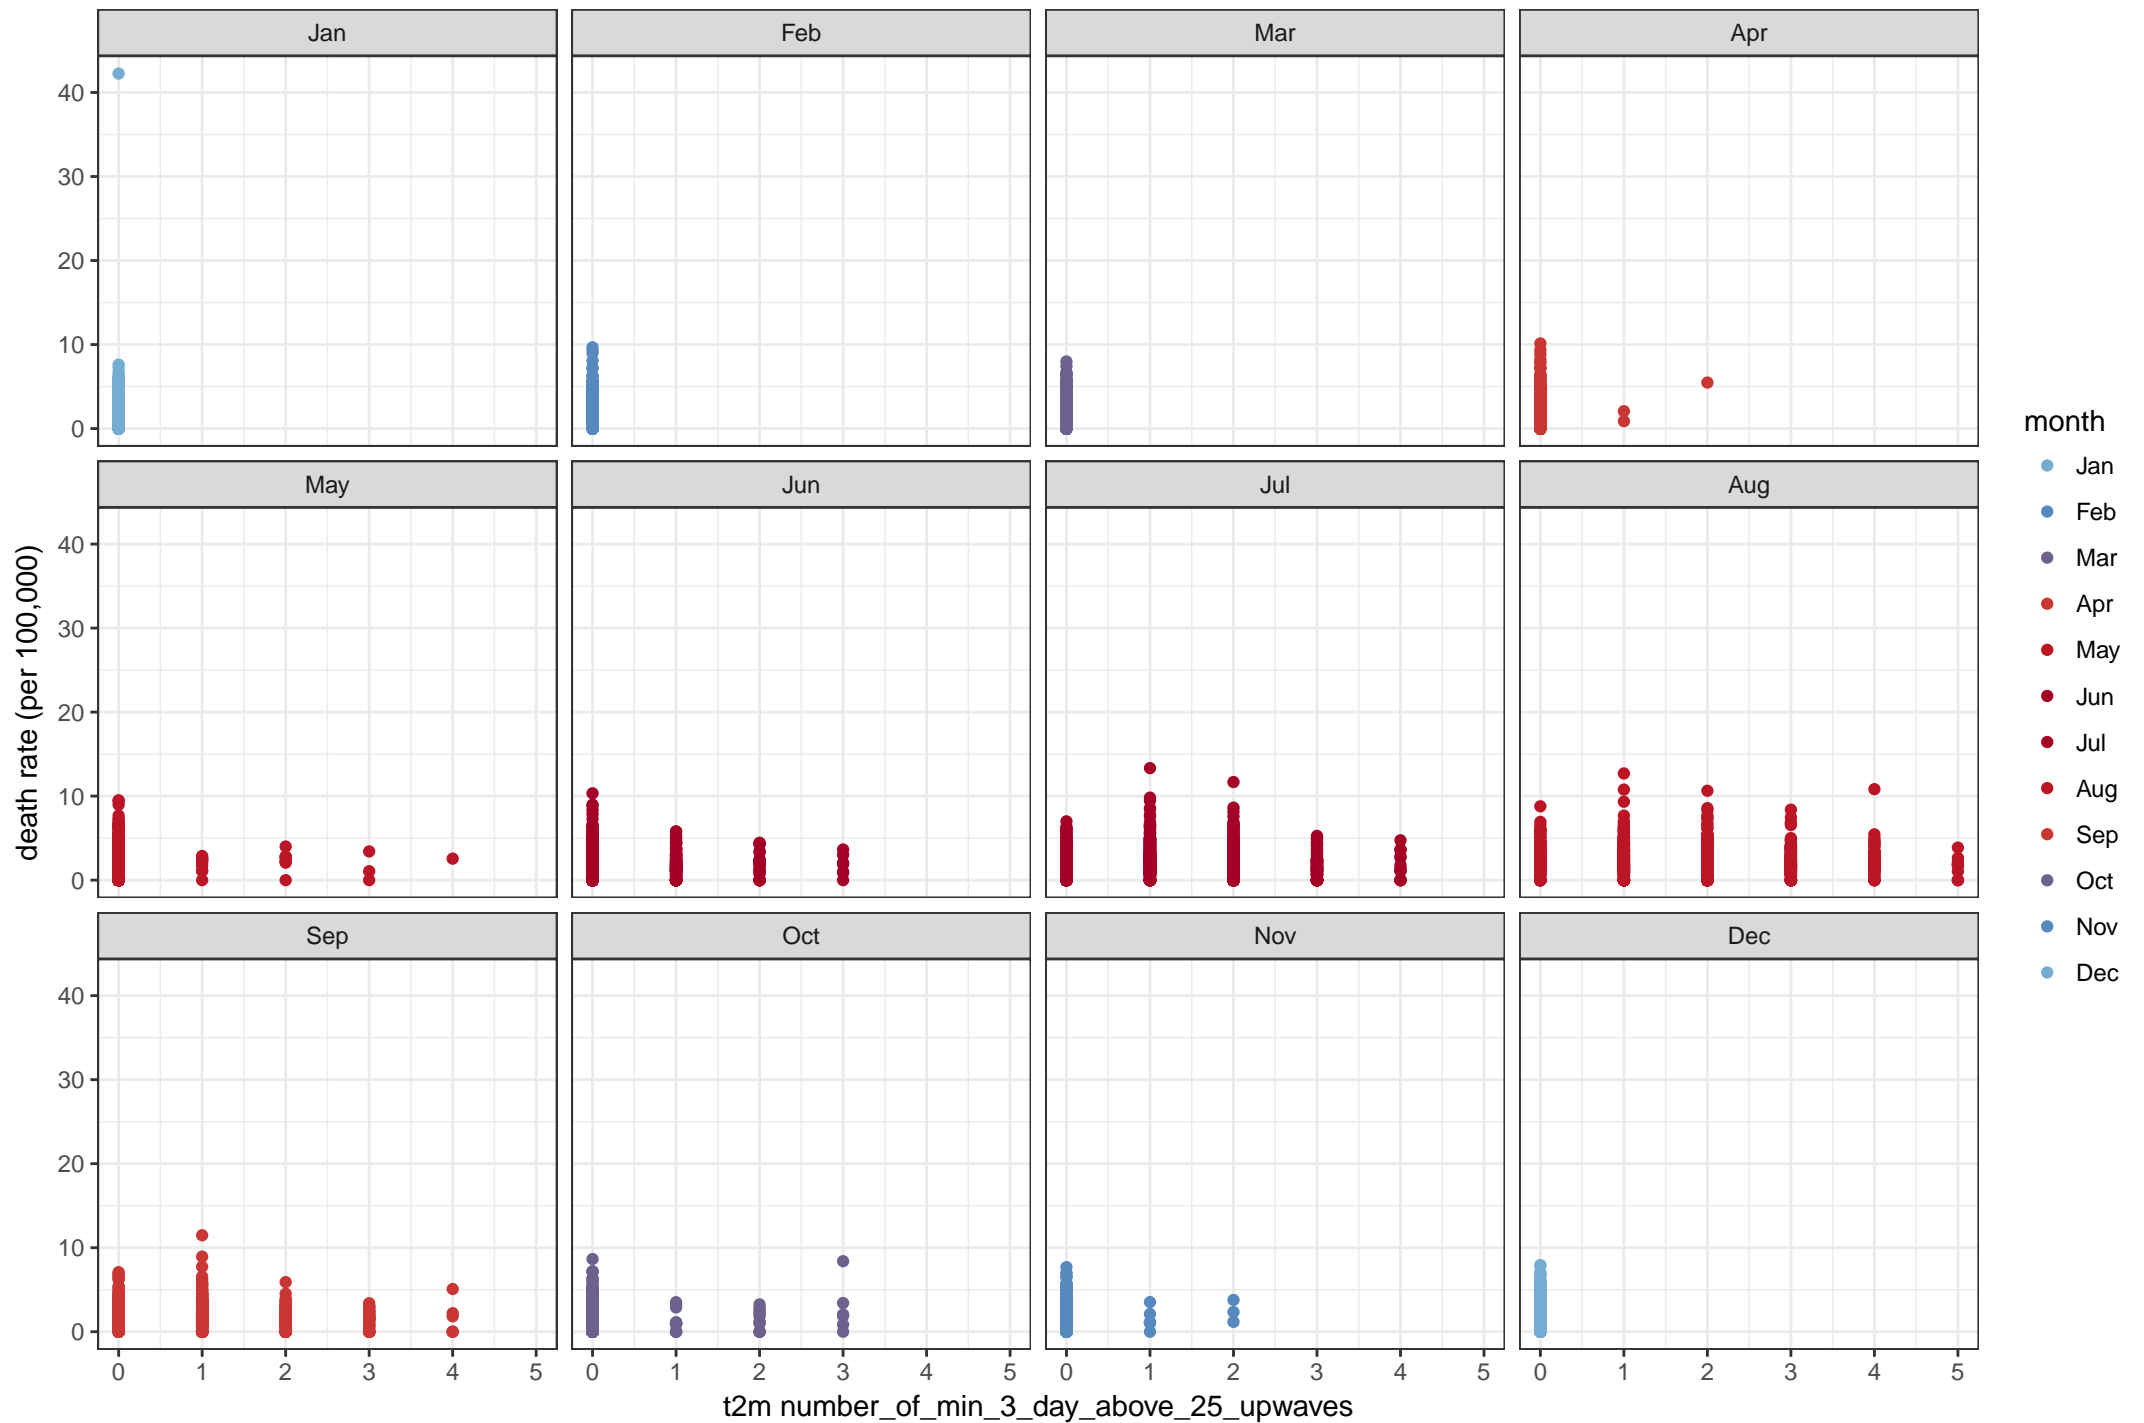 Jan Feb Mar Apr
40
30
20
10
0
May Jun Jul Aug
40
30
20
10
0
Sep Oct Nov Dec
40
30
20
10
0
0 1 2 3 4 5 0 1 2 3 4 5 0 1 2 3 4 5 0 1 2 3 4 5
t2m number_of_min_3_day_above_25_upwaves
death rate (per 100,000)
month
Jan
Feb
Mar
Apr
May
Jun
Jul
Aug
Sep
Oct
Nov
Dec